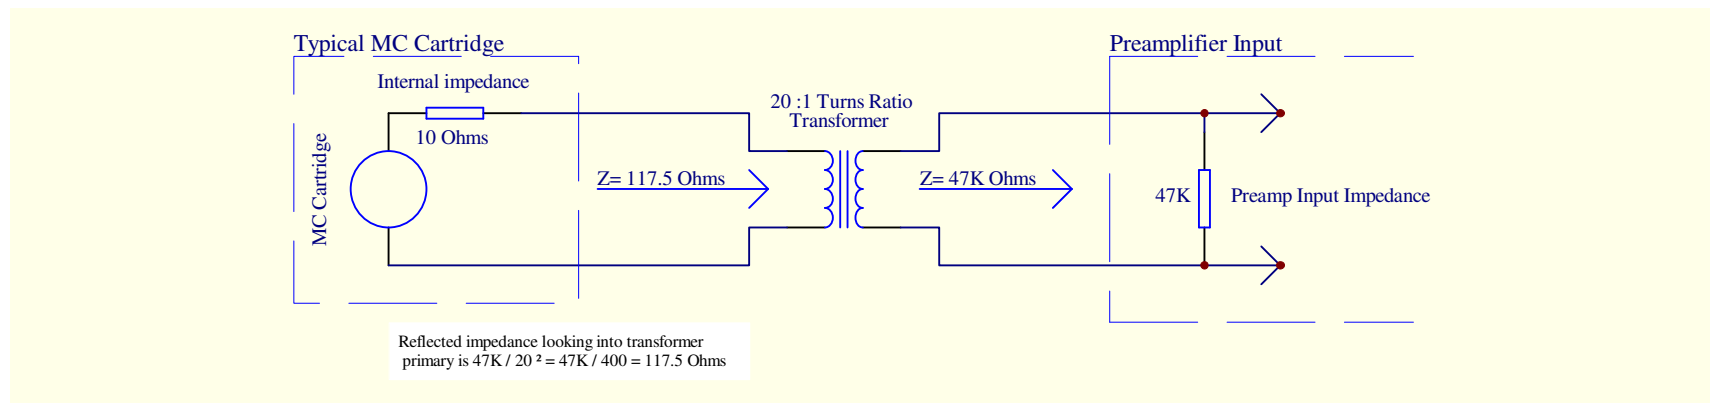 Typical MC Cartridge
Preamplifier Input
Internal impedance
10 Ohms
MC Cartridge
20 :1 Turns Ratio
Transformer
Z= 117.5 Ohms
Z= 47K Ohms
47K
Preamp Input Impedance
Reflected impedance looking into transformer
primary is 47K / 20 ² = 47K / 400 = 117.5 Ohms